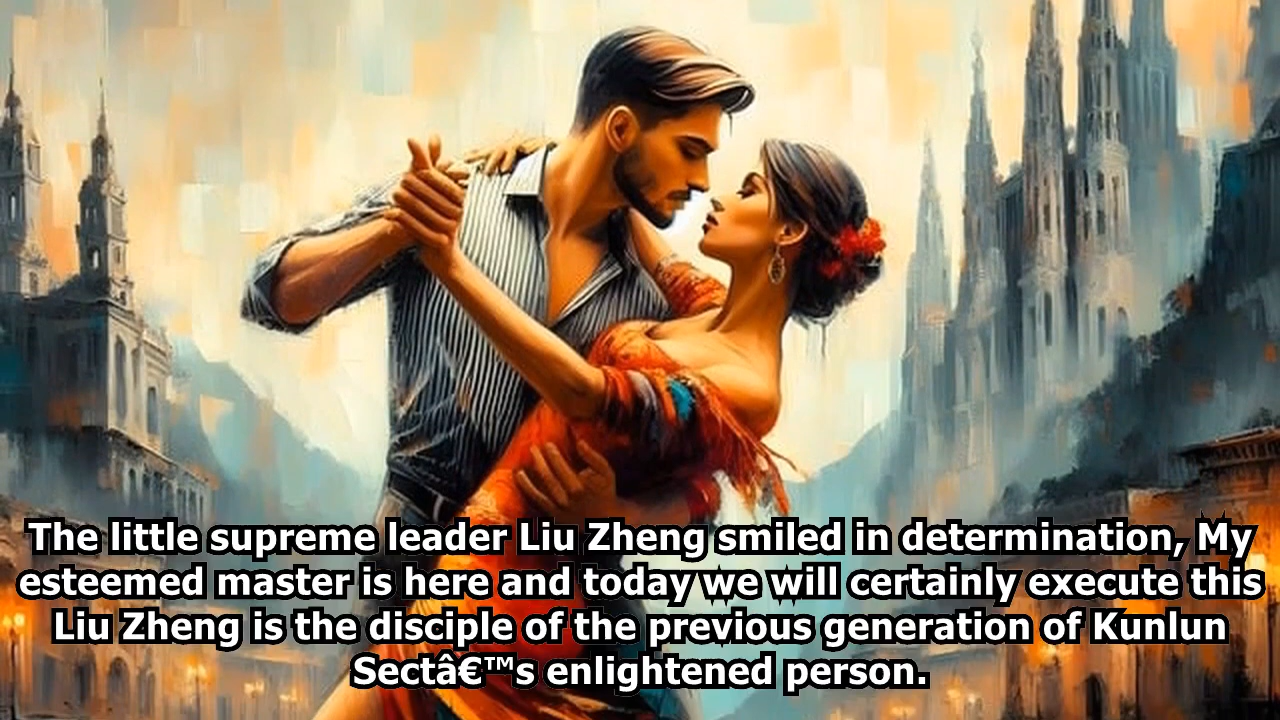 The little supreme leader Liu Zheng smiled in determination, My
esteemed master is here and today we will certainly execute this
Liu Zheng is the disciple of the previous generation of Kunlun
Sectâ€™s enlightened person.